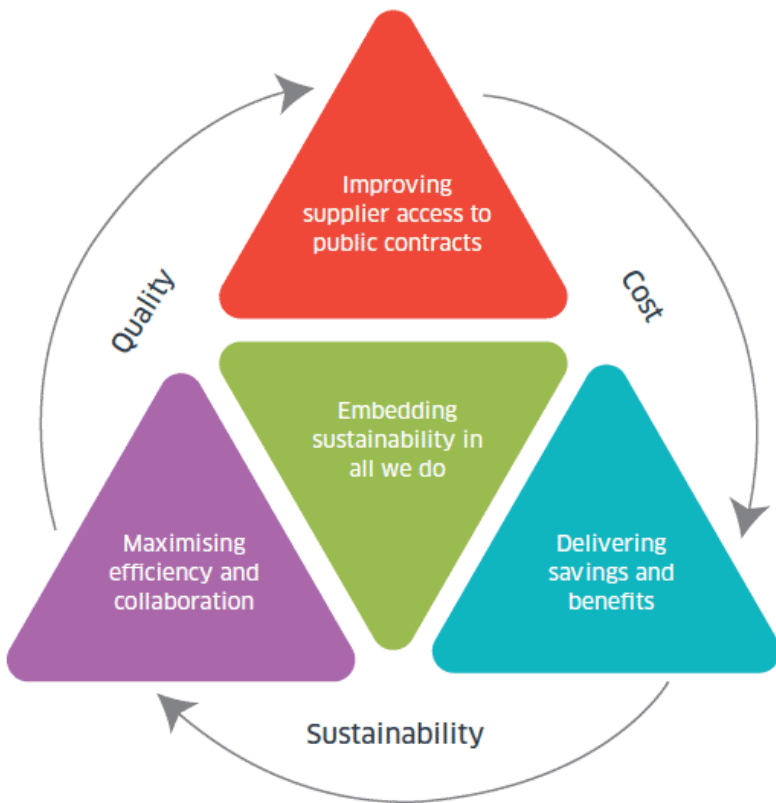 Improving
supplier access to
public contracts
Quality
Cost
Embedding
sustainability in
all we do
Maximising
efficiency and
collaboration
Delivering
savings and
benefits
Sustainability